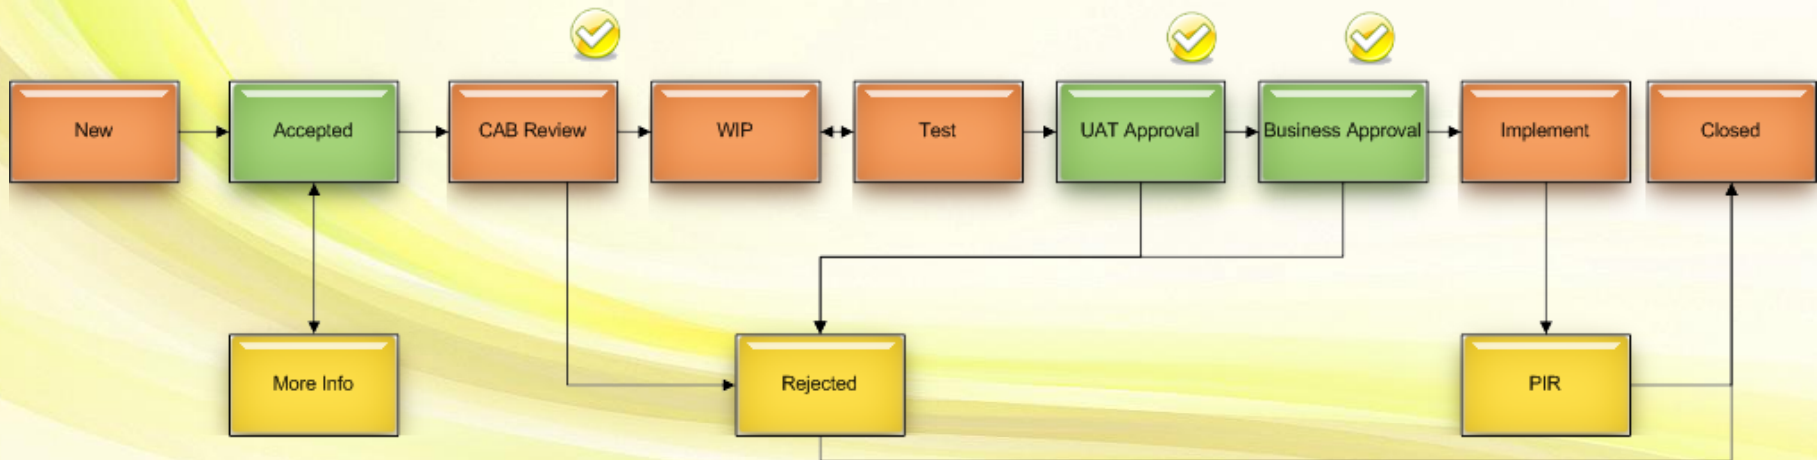 New
Accepted
CAB Review
WIP
Test
UAT Approval
Business Approval
Implement
Closed
More Info
Rejected
PIR